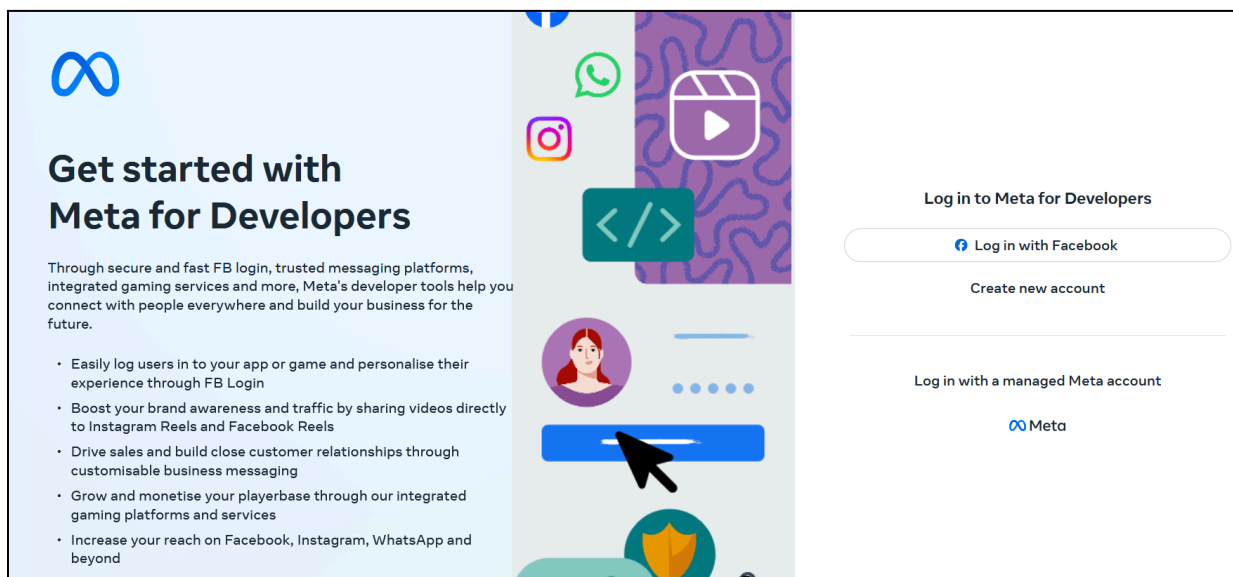 Get started with
Meta for Developers
Through secure and fast FB login, trusted messaging platforms,
integrated gaming services and more, Meta's developer tools help you
connect with people everywhere and build your business for the
future.
• Easily log users in to your app or game and personalise their
experience through FB Login
• Boost your brand awareness and traffic by sharing videos directly
to Instagram Reels and Facebook Reels
• Drive sales and build close customer relationships through
customisable business messaging
• Grow and monetise your playerbase through our integrated
gaming platforms and services
• Increase your reach on Facebook, Instagram, WhatsApp and
beyond
</>
Log in to Meta for Developers
Log in with Facebook
Create new account
Log in with a managed Meta account
Meta